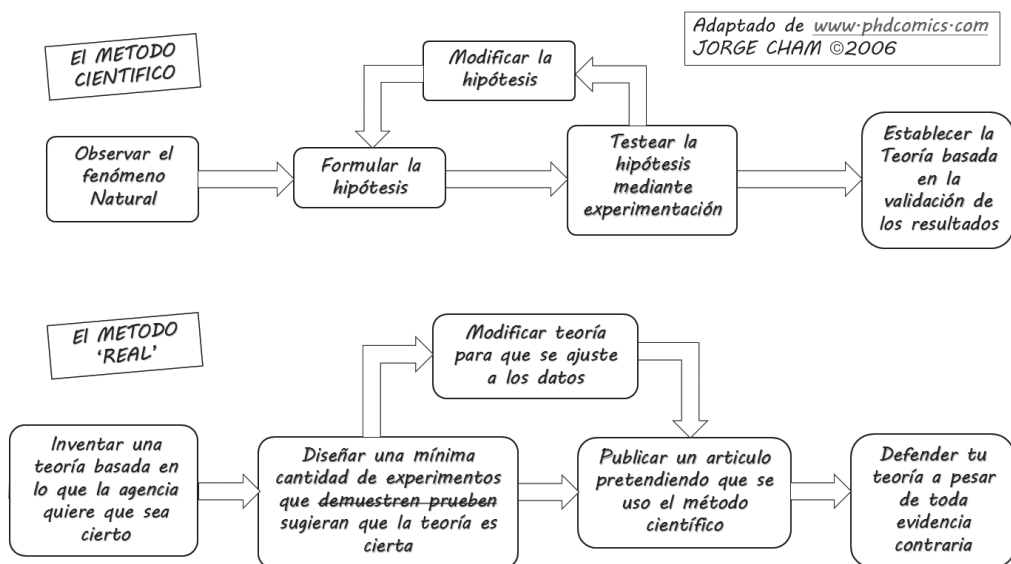 El METODO
CIENTIFICO
Adaptado de www.phdcomics.com
JORGE CHAM ©2006
Modificar la
hipótesis
Observar el
fenómeno
Natural
Formular la
hipótesis
Testear la
hipótesis
mediante
experimentación
Establecer la
Teoría basada
en la
validación de
los resultados
El METODO
‘REAL’
Modificar teoría
para que se ajuste
a los datos
Inventar una
teoría basada en
lo que la agencia
quiere que sea
cierto
Diseñar una mínima
cantidad de experimentos
que demuestren prueben
sugieran que la teoría es
cierta
Publicar un articulo
pretendiendo que se
uso el método
científico
Defender tu
teoría a pesar
de toda
evidencia
contraria